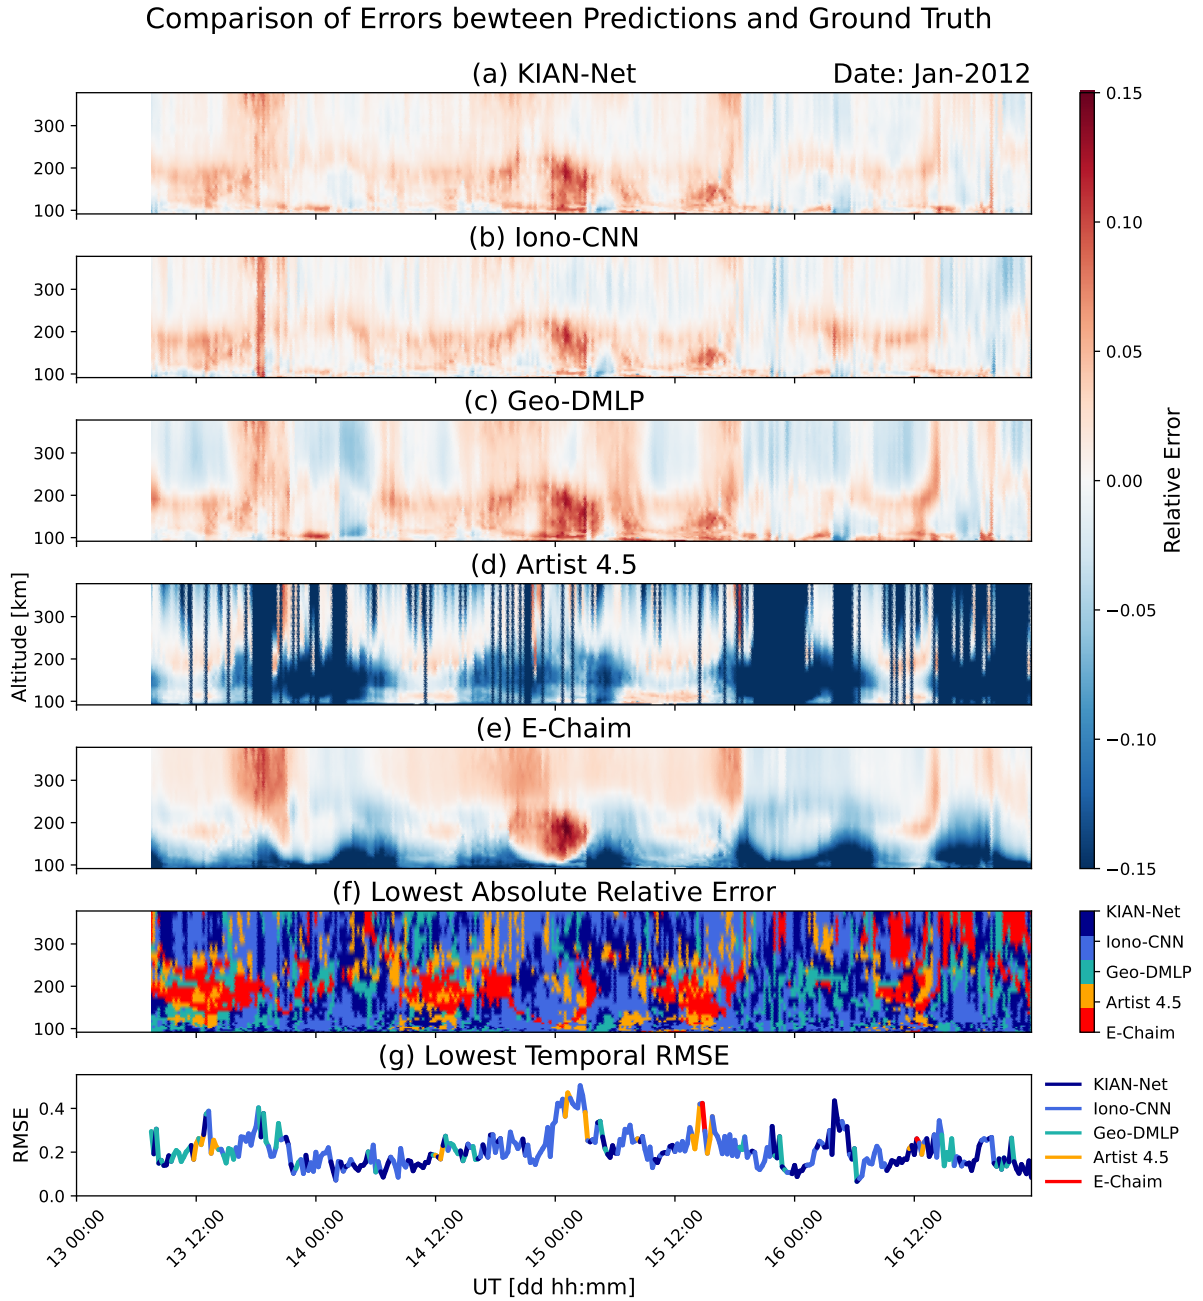 Comparison of Errors bewteen Predictions and Ground Truth
(a) KIAN-Net
Date: Jan-2012
300
200
100
(b) Iono-CNN
300
200
100
(c) Geo-DMLP
300
200
100
(d) Artist 4.5
300
200
100
Altitude [km]
(e) E-Chaim
300
200
100
0.15
0.10
0.05
0.00
−0.05
−0.10
−0.15
Relative Error
(f) Lowest Absolute Relative Error
300
200
100
KIAN-Net
Iono-CNN
Geo-DMLP
Artist 4.5
E-Chaim
(g) Lowest Temporal RMSE
RMSE
0.4
0.2
0.0
KIAN-Net
Iono-CNN
Geo-DMLP
Artist 4.5
E-Chaim
13 00:00
13 12:00
14 00:00
14 12:00
15 00:00
15 12:00
16 00:00
16 12:00
UT [dd hh:mm]